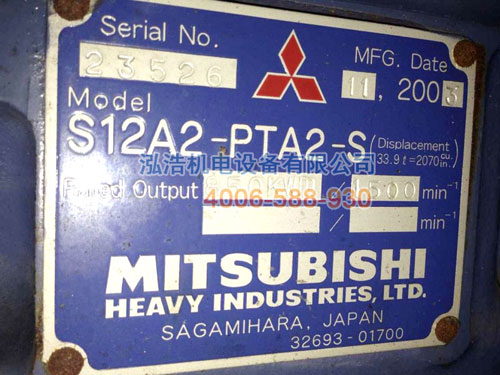 Serial No.
23526
MFG. Date
11, 2003
Model
S12A2-PTA2-S (Displacement
33.9ℓ=2070 cu. in.)
泓浩机电设备有限公司
Rated Output / 1500 min⁻¹
4006-588-930
/ min⁻¹
MITSUBISHI
HEAVY INDUSTRIES, LTD.
SAGAMIHARA, JAPAN
32693-01700